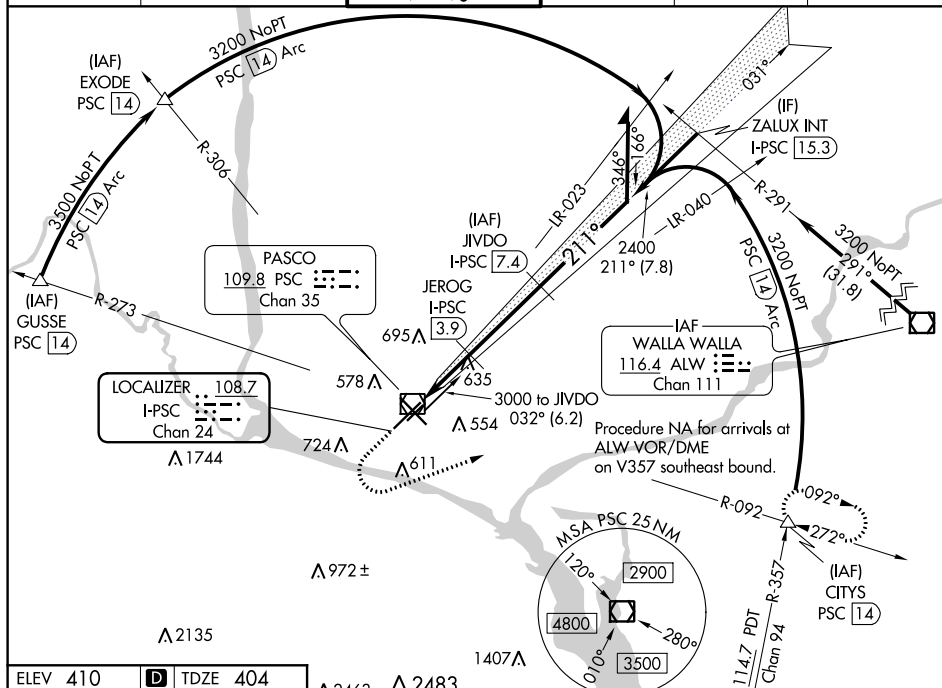 3200 NoPT
PSC 14 Arc
(IAF)
EXODE
PSC 14
R-306
3500 NoPT
PSC 14 Arc
(IAF)
GUSSE
PSC 14
R-273
031°
(IF)
ZALUX INT
I-PSC 15.3
346°
166°
LR-023
LR-040
R-291
3200 NoPT
291°
(31.8)
2400
211° (7.8)
211°
(IAF)
JIVDO
I-PSC 7.4
JEROG
I-PSC
3.9
PASCO
109.8 PSC
Chan 35
3200 NoPT
PSC 14 Arc
IAF
WALLA WALLA
116.4 ALW
Chan 111
LOCALIZER 108.7
I-PSC
Chan 24
695
578
635
3000 to JIVDO
032° (6.2)
554
724
611
1744
Procedure NA for arrivals at
ALW VOR/DME
on V357 southeast bound.
R-092
092°
272°
(IAF)
CITYS
PSC 14
R-357
114.7 PDT
Chan 94
MSA PSC 25 NM
120°
2900
4800
280°
010°
3500
972 ±
2135
1407
2483
ELEV 410 D TDZE 404